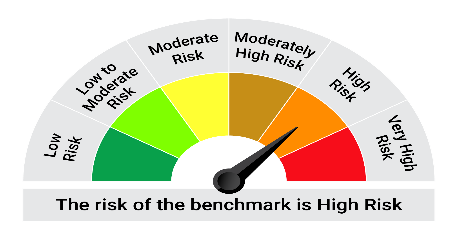 Low
Risk
Low to
Moderate
Risk
Moderate
Risk
Moderately
High Risk
High
Risk
Very High
Risk
The risk of the benchmark is High Risk